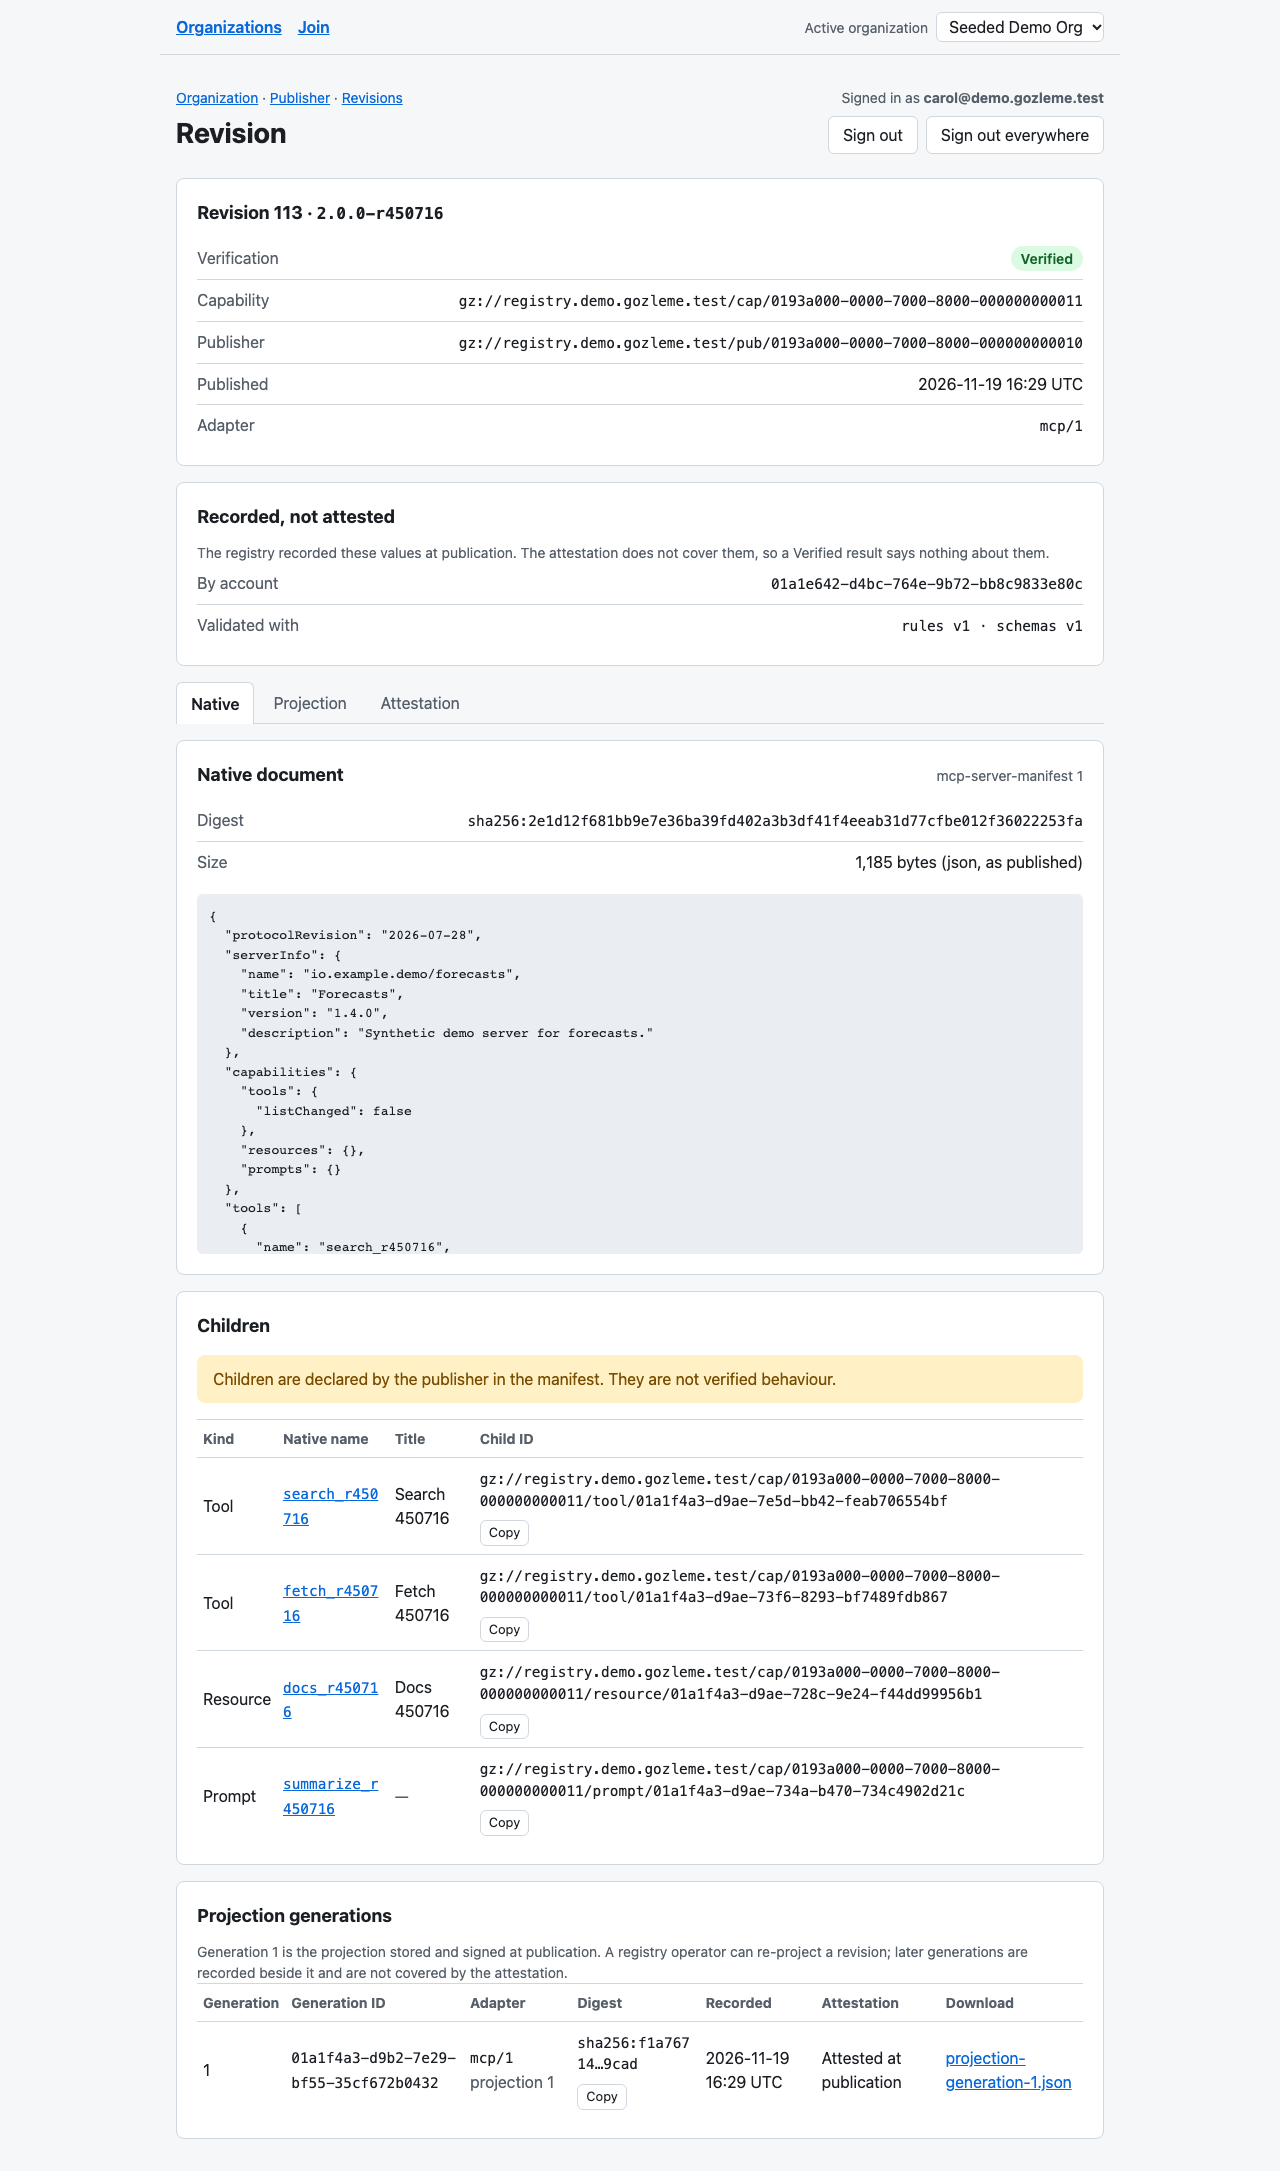 Organizations Join Active organization Seeded Demo Org
Organization · Publisher · Revisions Signed in as carol@demo.gozleme.test
Revision Sign out Sign out everywhere
Revision 113 · 2.0.0-r450716
Verification Verified
Capability gz://registry.demo.gozleme.test/cap/0193a000-0000-7000-8000-000000000011
Publisher gz://registry.demo.gozleme.test/pub/0193a000-0000-7000-8000-000000000010
Published 2026-11-19 16:29 UTC
Adapter mcp/1
Recorded, not attested
The registry recorded these values at publication. The attestation does not cover them, so a Verified result says nothing about them.
By account 01a1e642-d4bc-764e-9b72-bb8c9833e80c
Validated with rules v1 · schemas v1
Native Projection Attestation
Native document mcp-server-manifest 1
Digest sha256:2e1d12f681bb9e7e36ba39fd402a3b3df41f4eeab31d77cfbe012f36022253fa
Size 1,185 bytes (json, as published)
{
"protocolRevision": "2026-07-28",
"serverInfo": {
"name": "io.example.demo/forecasts",
"title": "Forecasts",
"version": "1.4.0",
"description": "Synthetic demo server for forecasts."
},
"capabilities": {
"tools": {
"listChanged": false
},
"resources": {},
"prompts": {}
},
"tools": [
{
"name": "search_r450716",
Children
Children are declared by the publisher in the manifest. They are not verified behaviour.
Kind Native name Title Child ID
Tool search_r450716 Search 450716 gz://registry.demo.gozleme.test/cap/0193a000-0000-7000-8000-000000000011/tool/01a1f4a3-d9ae-7e5d-bb42-feab706554bf
Copy
Tool fetch_r450716 Fetch 450716 gz://registry.demo.gozleme.test/cap/0193a000-0000-7000-8000-000000000011/tool/01a1f4a3-d9ae-73f6-8293-bf7489fdb867
Copy
Resource docs_r450716 Docs 450716 gz://registry.demo.gozleme.test/cap/0193a000-0000-7000-8000-000000000011/resource/01a1f4a3-d9ae-728c-9e24-f44dd99956b1
Copy
Prompt summarize_r450716 — gz://registry.demo.gozleme.test/cap/0193a000-0000-7000-8000-000000000011/prompt/01a1f4a3-d9ae-734a-b470-734c4902d21c
Copy
Projection generations
Generation 1 is the projection stored and signed at publication. A registry operator can re-project a revision; later generations are
recorded beside it and are not covered by the attestation.
Generation Generation ID Adapter Digest Recorded Attestation Download
1 01a1f4a3-d9b2-7e29-bf55-35cf672b0432 mcp/1 projection 1 sha256:f1a76714…9cad Copy 2026-11-19 16:29 UTC Attested at publication projection-generation-1.json